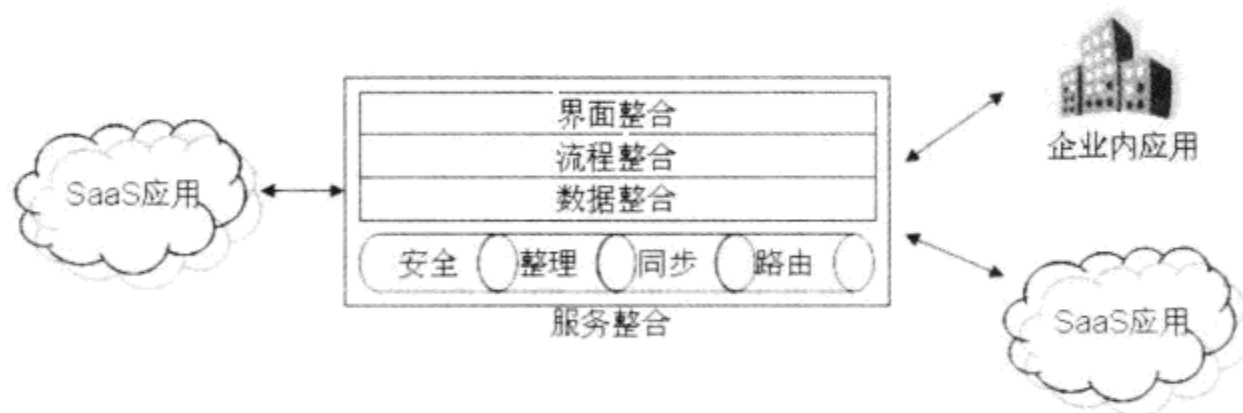 界面整合
流程整合
数据整合
安全 整理 同步 路由
服务整合
SaaS应用
企业内应用
SaaS应用